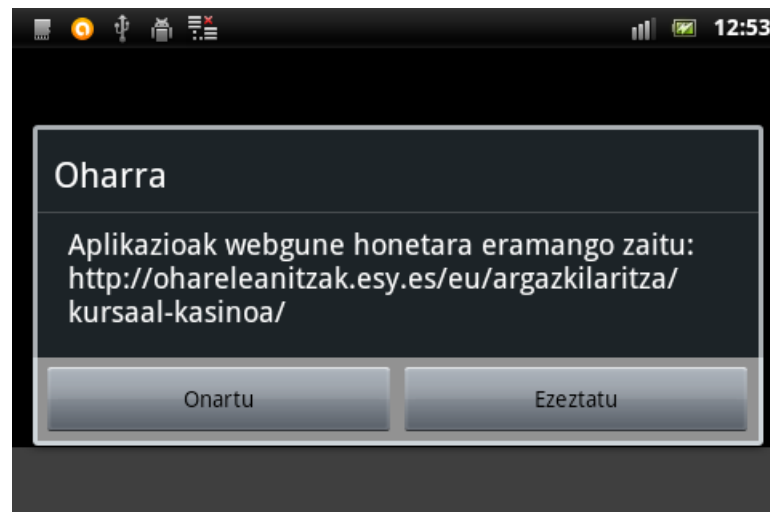 12:53
Oharra
Aplikazioak webgune honetara eramango zaitu:
http://ohareleanitzak.esy.es/eu/argazkilaritza/
kursaal-kasinoa/
Onartu
Ezeztatu